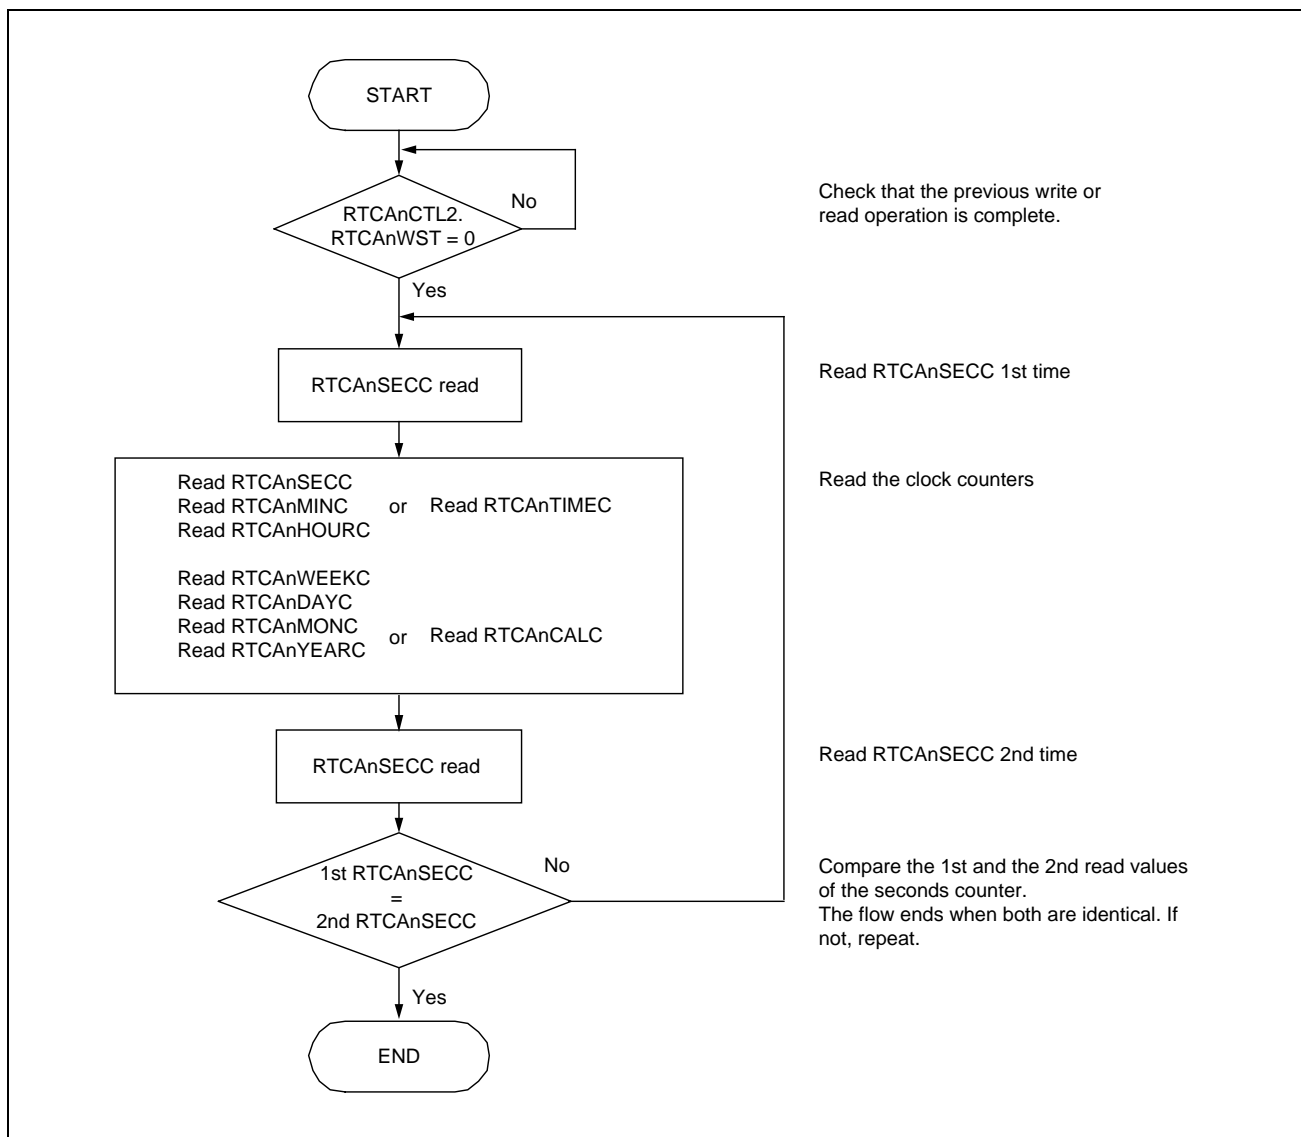 START
No
RTCAnCTL2.
RTCAnWST = 0
Check that the previous write or
read operation is complete.
Yes
RTCAnSECC read
Read RTCAnSECC 1st time
Read RTCAnSECC
Read RTCAnMINC or Read RTCAnTIMEC
Read RTCAnHOURC
Read the clock counters
Read RTCAnWEEKC
Read RTCAnDAYC
Read RTCAnMONC or Read RTCAnCALC
Read RTCAnYEARC
RTCAnSECC read
Read RTCAnSECC 2nd time
No
1st RTCAnSECC
=
2nd RTCAnSECC
Compare the 1st and the 2nd read values
of the seconds counter.
The flow ends when both are identical. If
not, repeat.
Yes
END